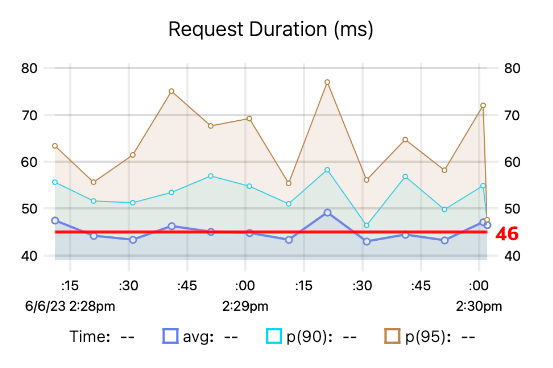 Request Duration (ms)
80 80
70 70
60 60
50 50
46
40 40
:15 :30 :45 :00 :15 :30 :45 :00
6/6/23 2:28pm 2:29pm 2:30pm
Time: -- avg: -- p(90): -- p(95): --